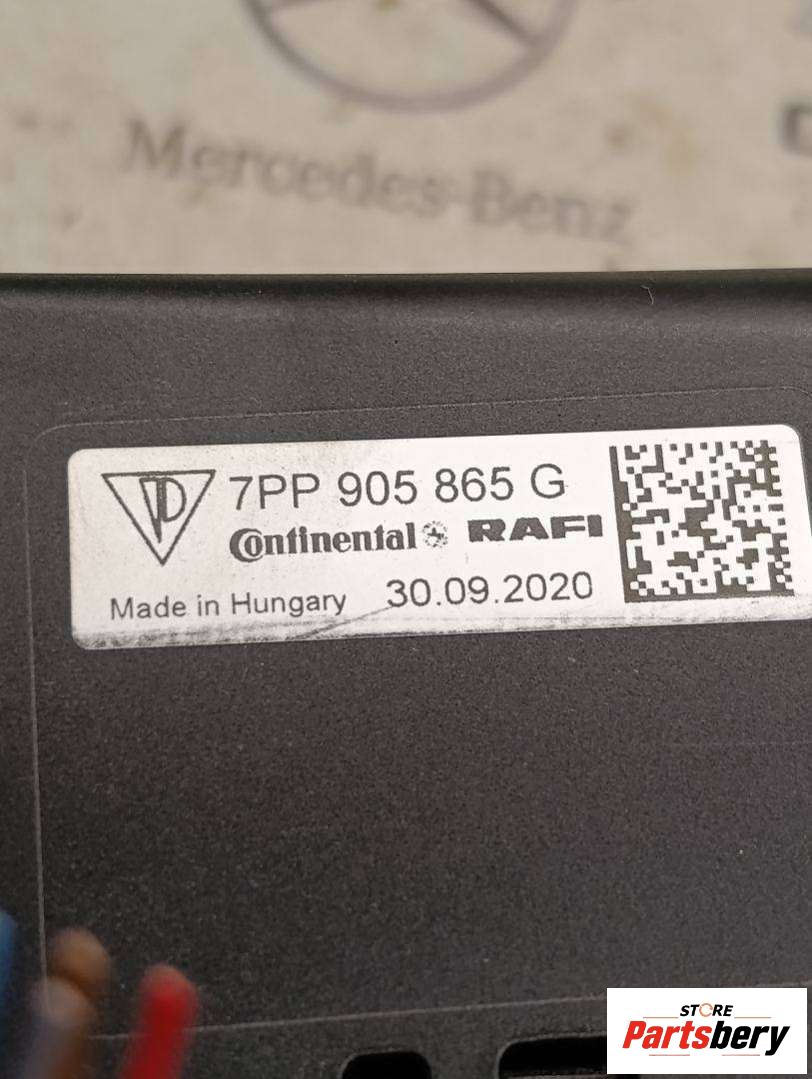 Mercedes-Benz
7PP 905 865 G
Continental RAFI
Made in Hungary 30.09.2020
STORE
Partsbery